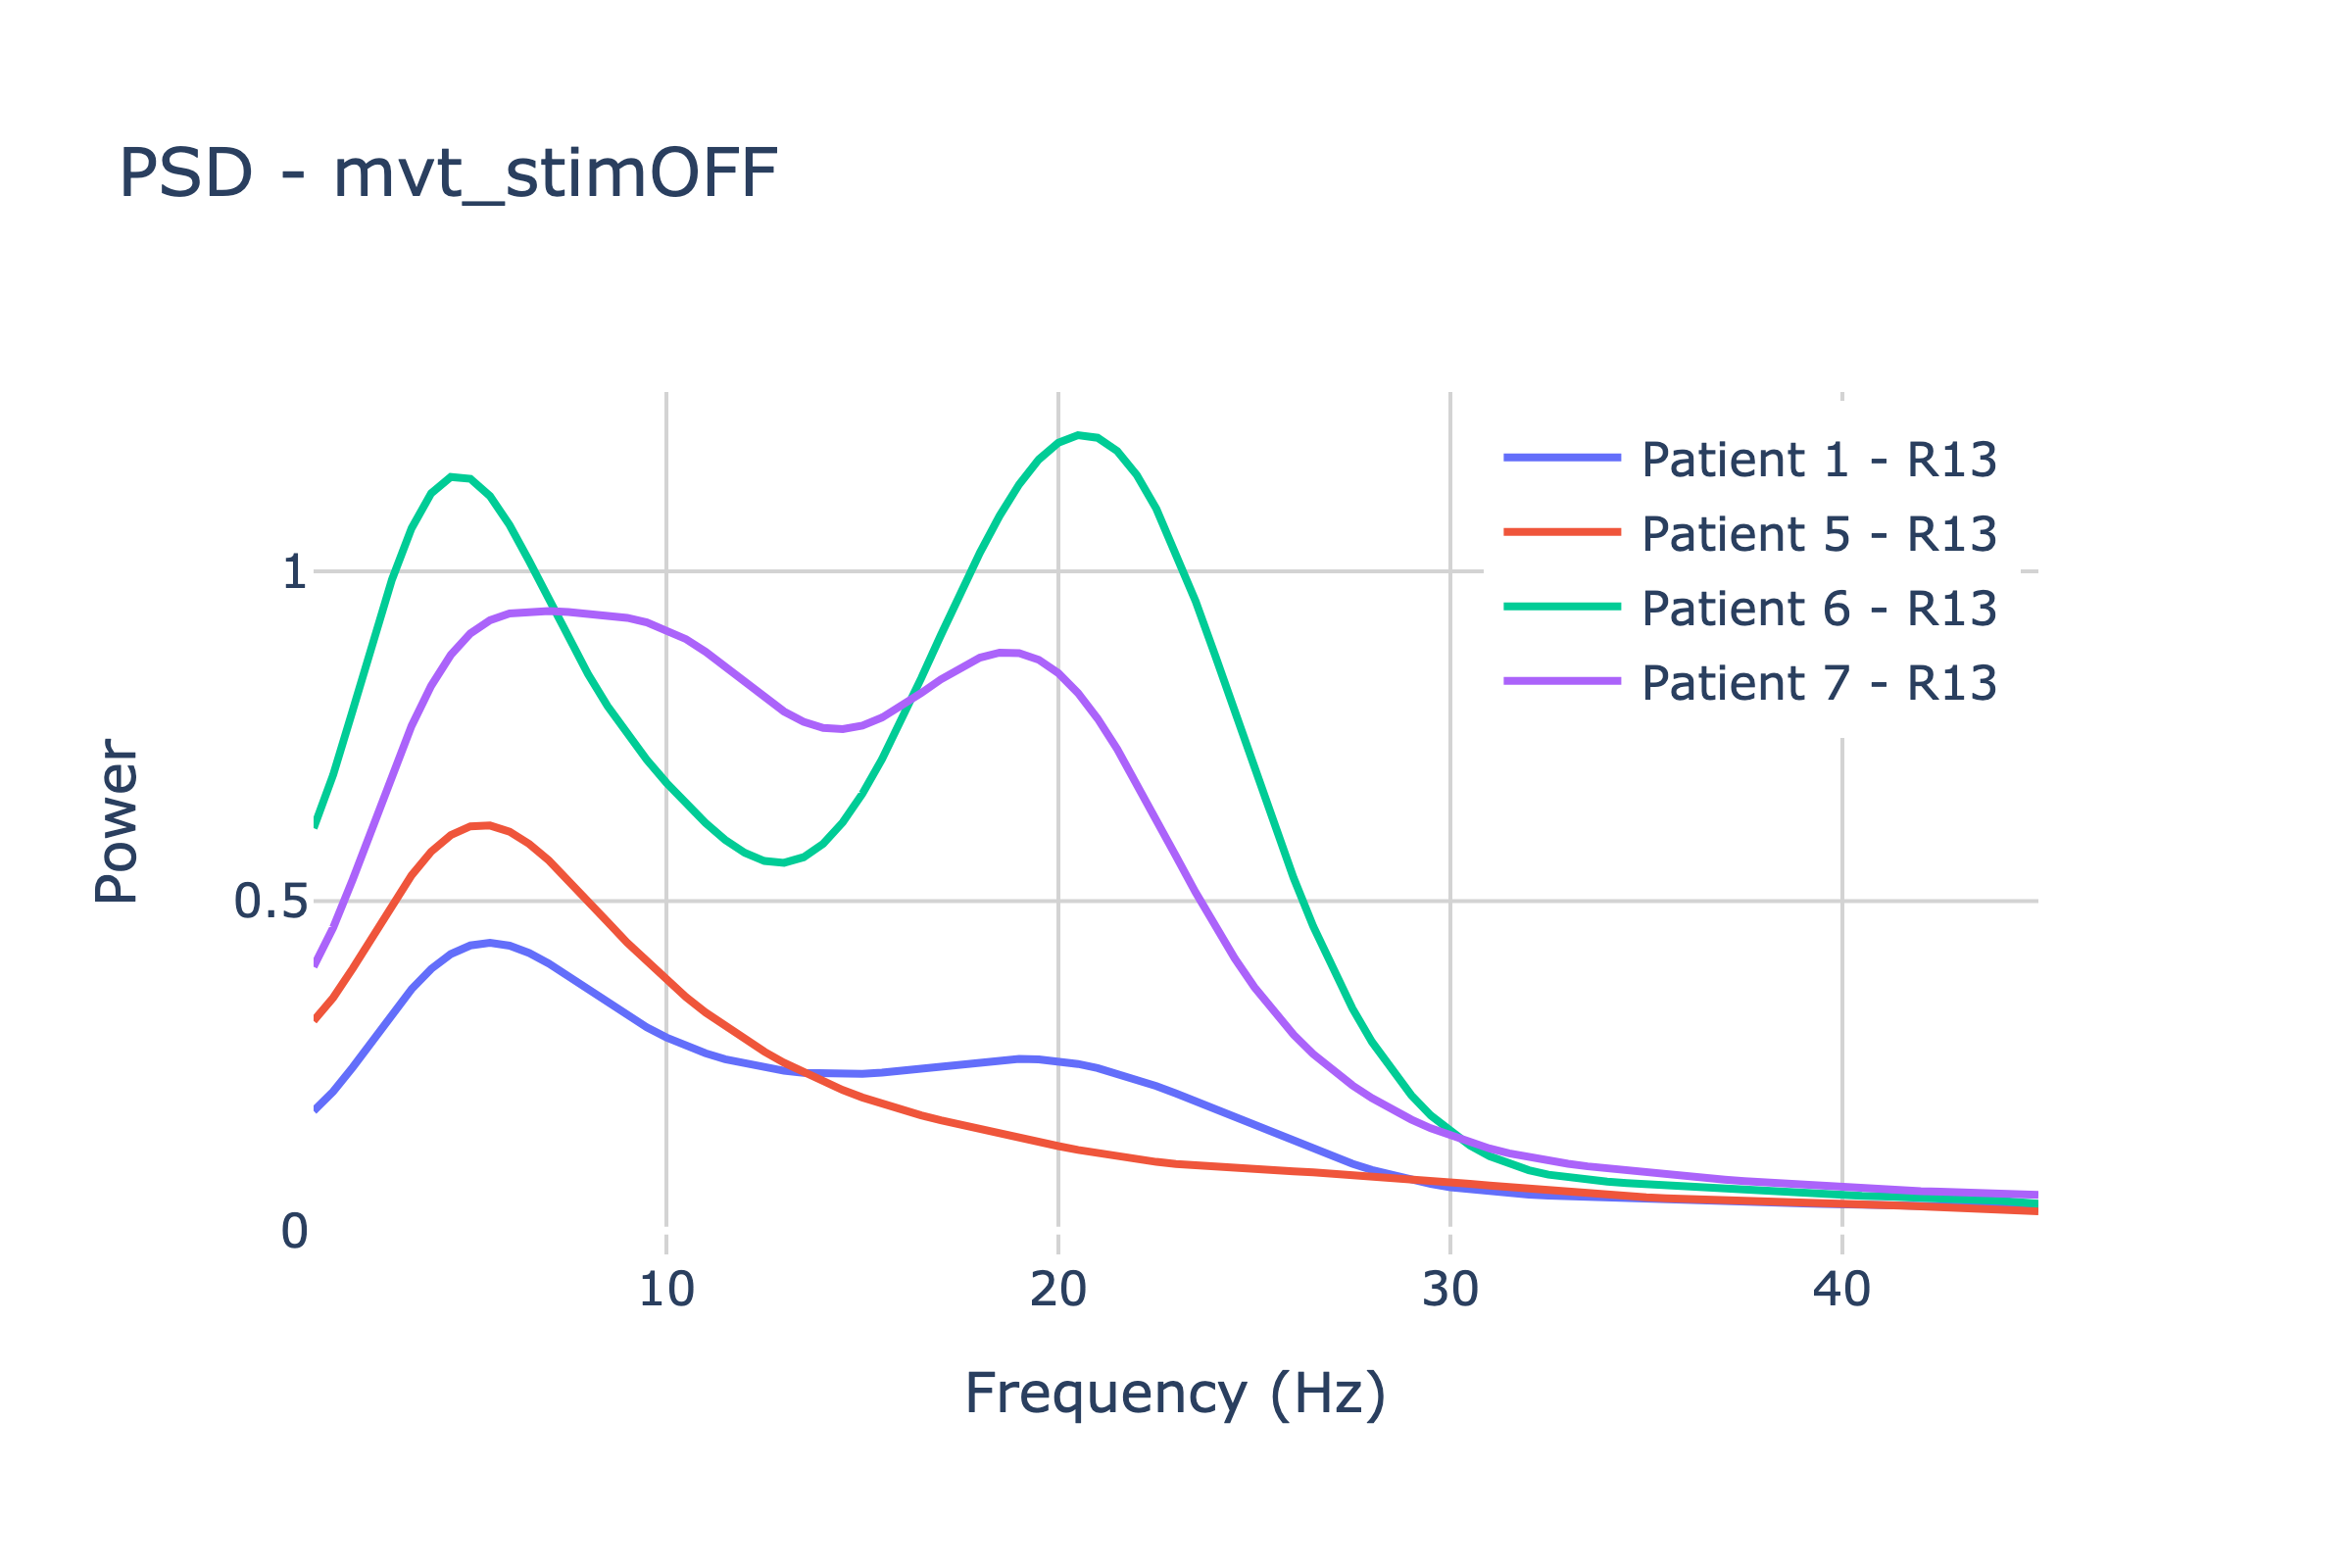 PSD - mvt_stimOFF
Patient 1 - R13
Patient 5 - R13
Patient 6 - R13
Patient 7 - R13
1
0.5
0
Power
10 20 30 40
Frequency (Hz)